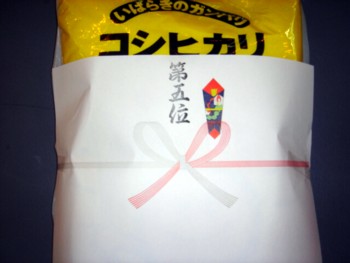 いばらきのガンバリ
コシヒカリ
第五位